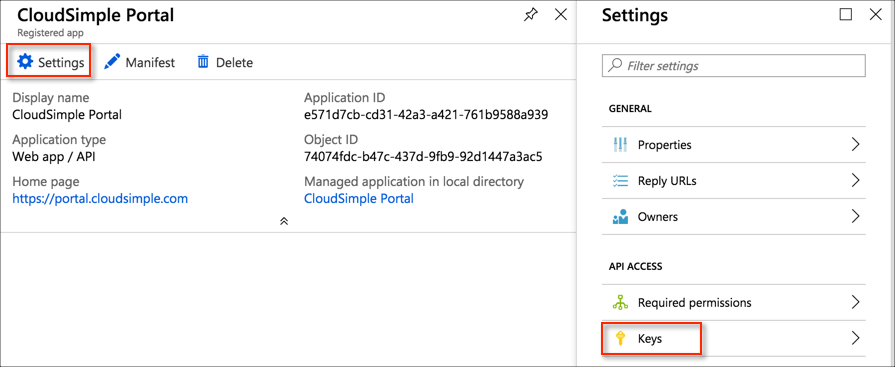 CloudSimple Portal
Registered app
Settings Manifest Delete
Display name
CloudSimple Portal
Application type
Web app / API
Home page
https://portal.cloudsimple.com
Application ID
e571d7cb-cd31-42a3-a421-761b9588a939
Object ID
74074fdc-b47c-437d-9fb9-92d1447a3ac5
Managed application in local directory
CloudSimple Portal
Settings
Filter settings
GENERAL
Properties
Reply URLs
Owners
API ACCESS
Required permissions
Keys